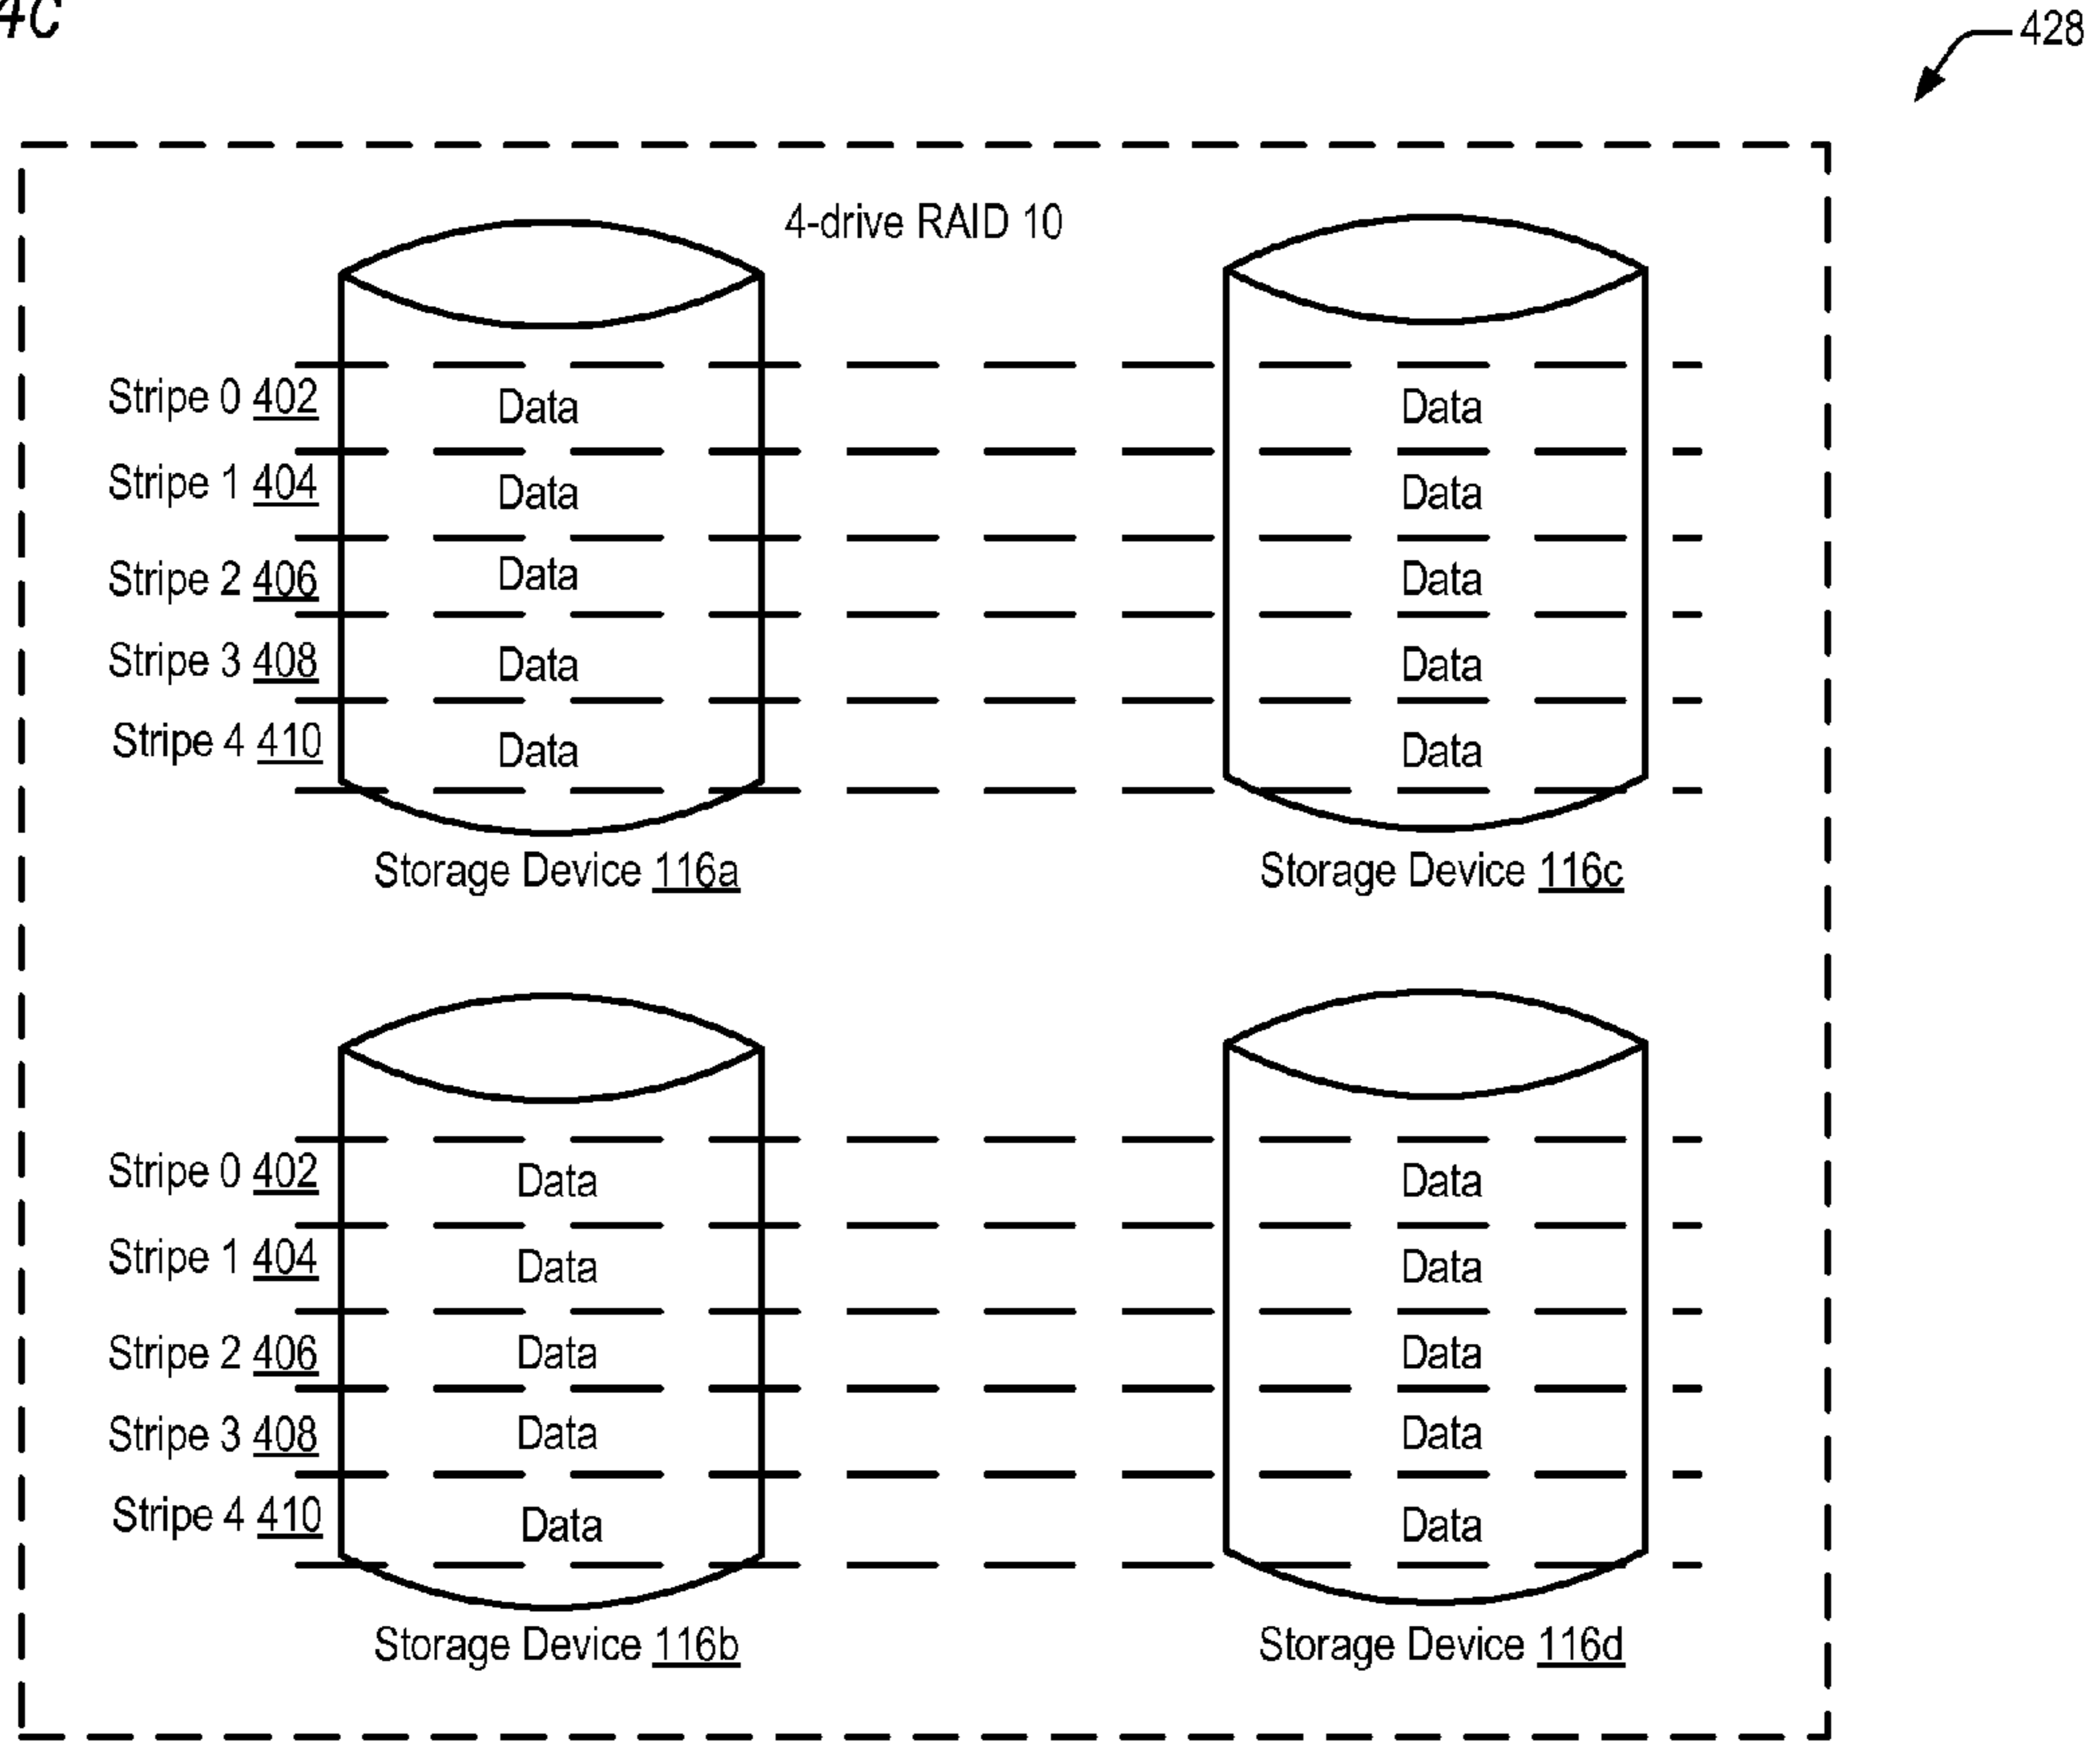 4C
428
4-drive RAID 10
Stripe 0 402 Data Data
Stripe 1 404 Data Data
Stripe 2 406 Data Data
Stripe 3 408 Data Data
Stripe 4 410 Data Data
Storage Device 116a Storage Device 116c
Stripe 0 402 Data Data
Stripe 1 404 Data Data
Stripe 2 406 Data Data
Stripe 3 408 Data Data
Stripe 4 410 Data Data
Storage Device 116b Storage Device 116d